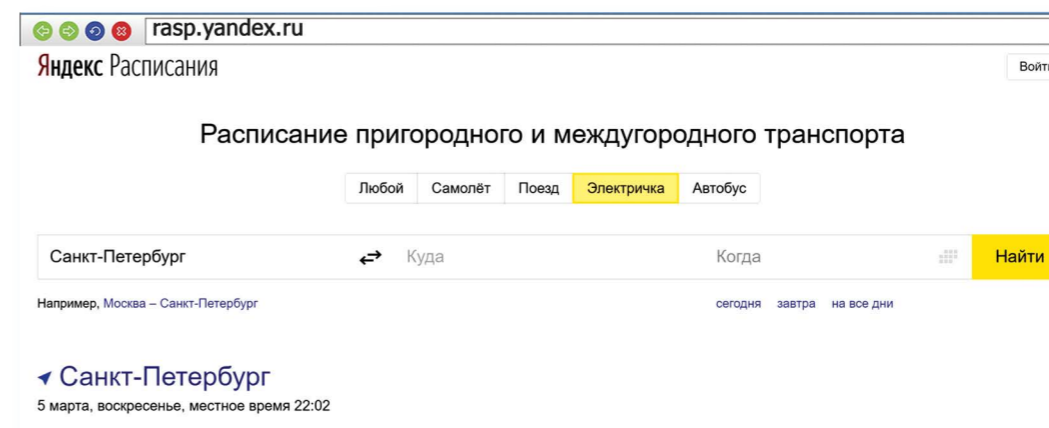 rasp.yandex.ru
Яндекс Расписания
Войти
Расписание пригородного и междугородного транспорта
Любой Самолёт Поезд Электричка Автобус
Санкт-Петербург Куда Когда Найти
Например, Москва – Санкт-Петербург сегодня завтра на все дни
Санкт-Петербург
5 марта, воскресенье, местное время 22:02